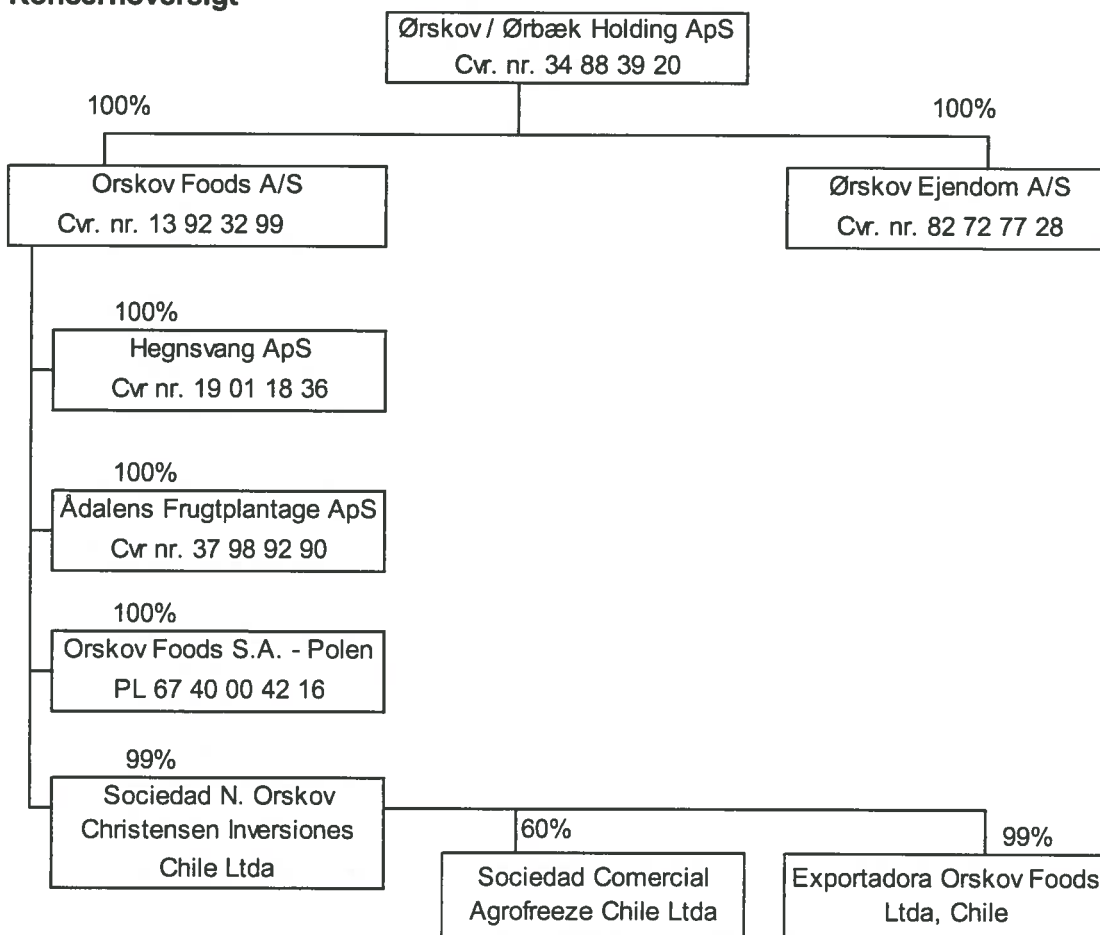 Koncernoversigt
Ørskov / Ørbæk Holding ApS
Cvr. nr. 34 88 39 20
100%
100%
Orskov Foods A/S
Cvr. nr. 13 92 32 99
Ørskov Ejendom A/S
Cvr. nr. 82 72 77 28
100%
Hegnsvang ApS
Cvr nr. 19 01 18 36
100%
Ådalens Frugtplantage ApS
Cvr nr. 37 98 92 90
100%
Orskov Foods S.A. - Polen
PL 67 40 00 42 16
99%
Sociedad N. Orskov
Christensen Inversiones
Chile Ltda
60%
Sociedad Comercial
Agrofreeze Chile Ltda
99%
Exportadora Orskov Foods
Ltda, Chile